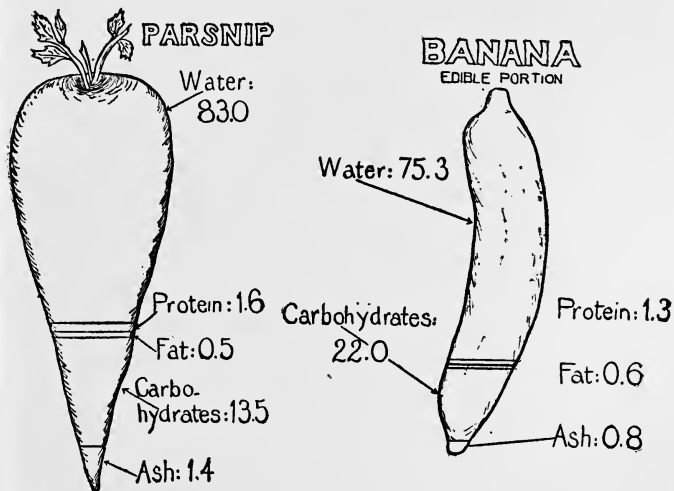 PARSNIP
Water:
83.0
Protein: 1.6
Fat: 0.5
Carbo-
hydrates: 13.5
Ash: 1.4
BANANA
EDIBLE PORTION
Water: 75.3
Carbohydrates:
22.0
Protein: 1.3
Fat: 0.6
Ash: 0.8